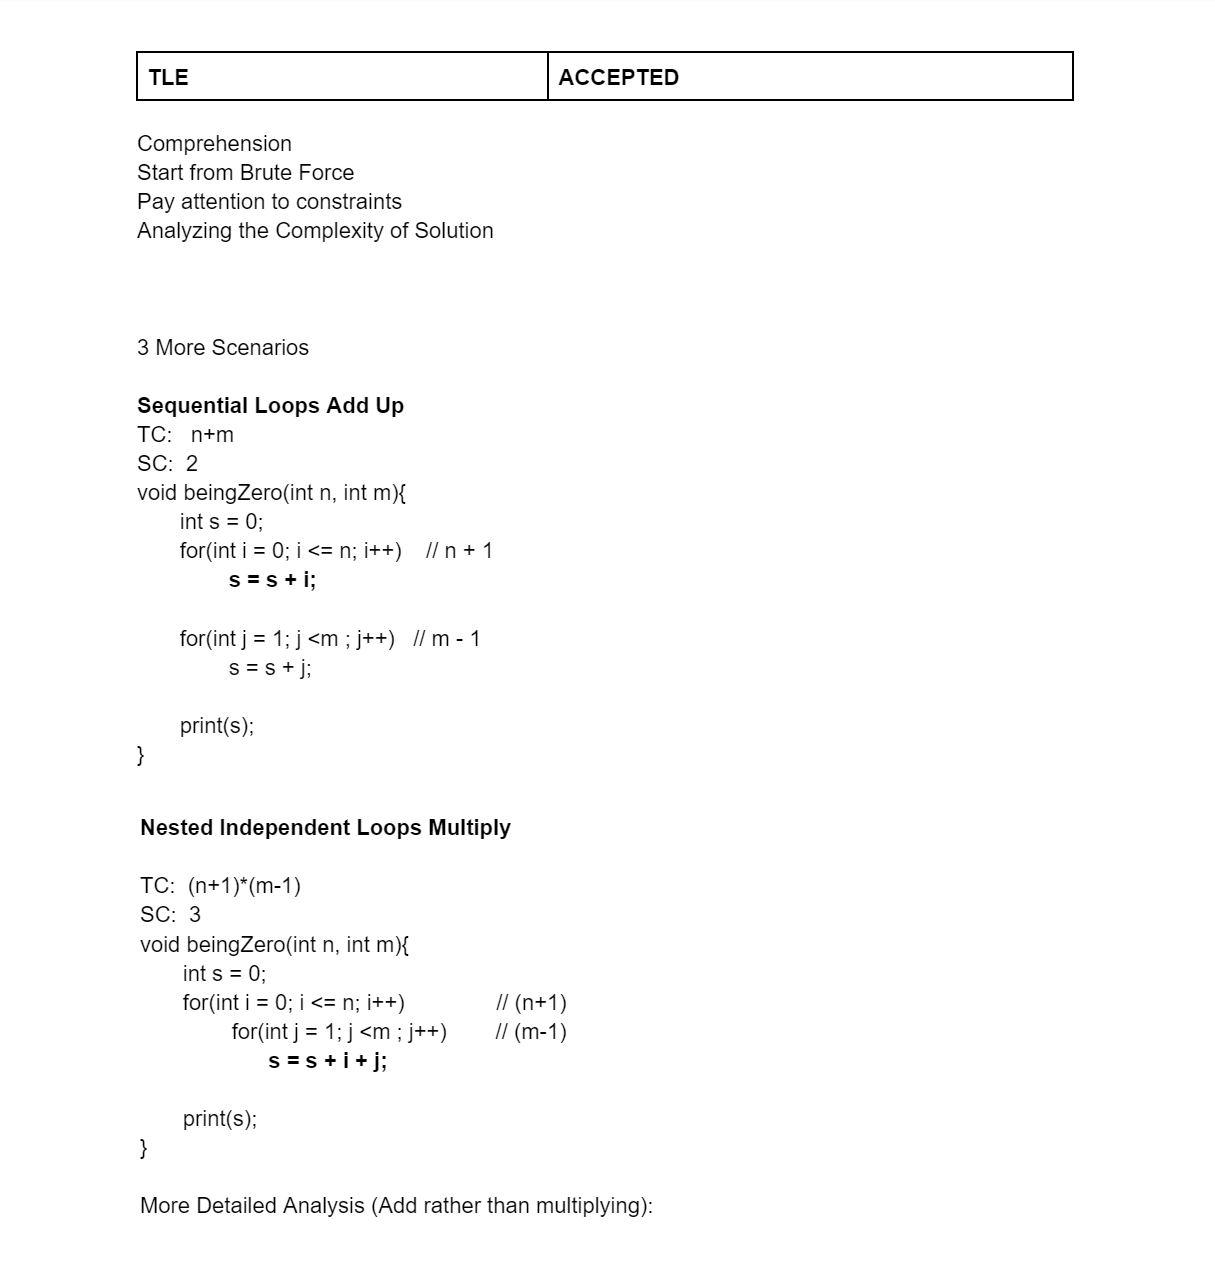 TLE ACCEPTED
Comprehension
Start from Brute Force
Pay attention to constraints
Analyzing the Complexity of Solution
3 More Scenarios
Sequential Loops Add Up
TC: n+m
SC: 2
void beingZero(int n, int m){
int s = 0;
for(int i = 0; i <= n; i++) // n + 1
s = s + i;
for(int j = 1; j <m ; j++) // m - 1
s = s + j;
print(s);
}
Nested Independent Loops Multiply
TC: (n+1)*(m-1)
SC: 3
void beingZero(int n, int m){
int s = 0;
for(int i = 0; i <= n; i++) // (n+1)
for(int j = 1; j <m ; j++) // (m-1)
s = s + i + j;
print(s);
}
More Detailed Analysis (Add rather than multiplying):